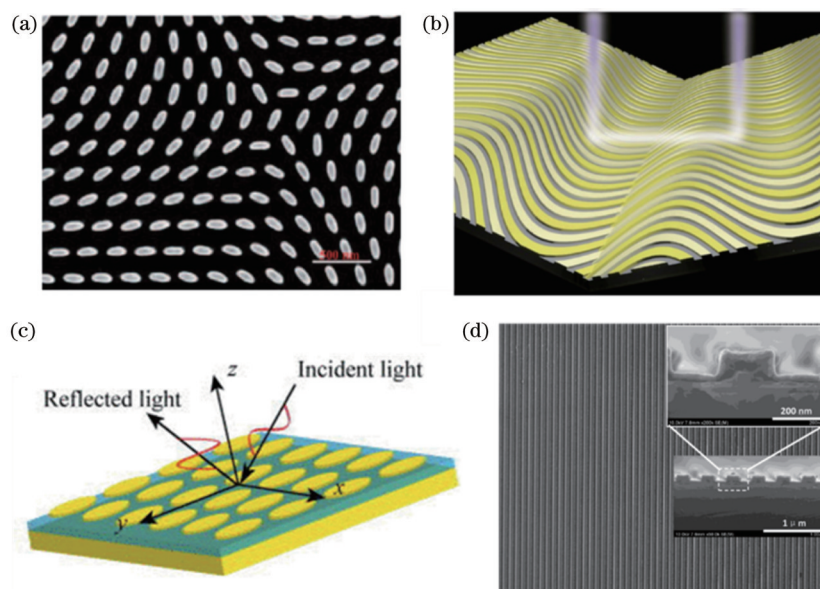 (a)
500 nm
(b)
(c)
z
Incident light
Reflected light
x
y
(d)
200 nm
1 μm